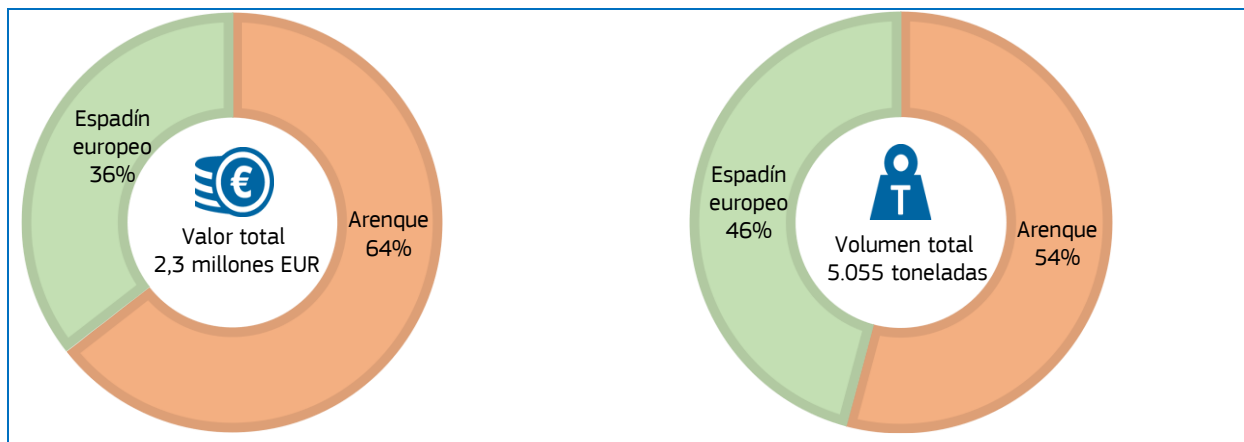 Espadín
europeo
36%
Valor total
2,3 millones EUR
Arenque
64%
Espadín
europeo
46%
T
Volumen total
5.055 toneladas
Arenque
54%